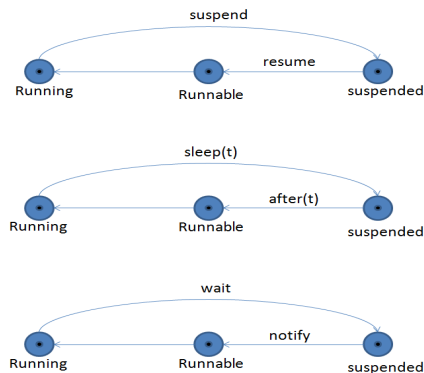 suspend
resume
Running
Runnable
suspended
sleep(t)
after(t)
Running
Runnable
suspended
wait
notify
Running
Runnable
suspended